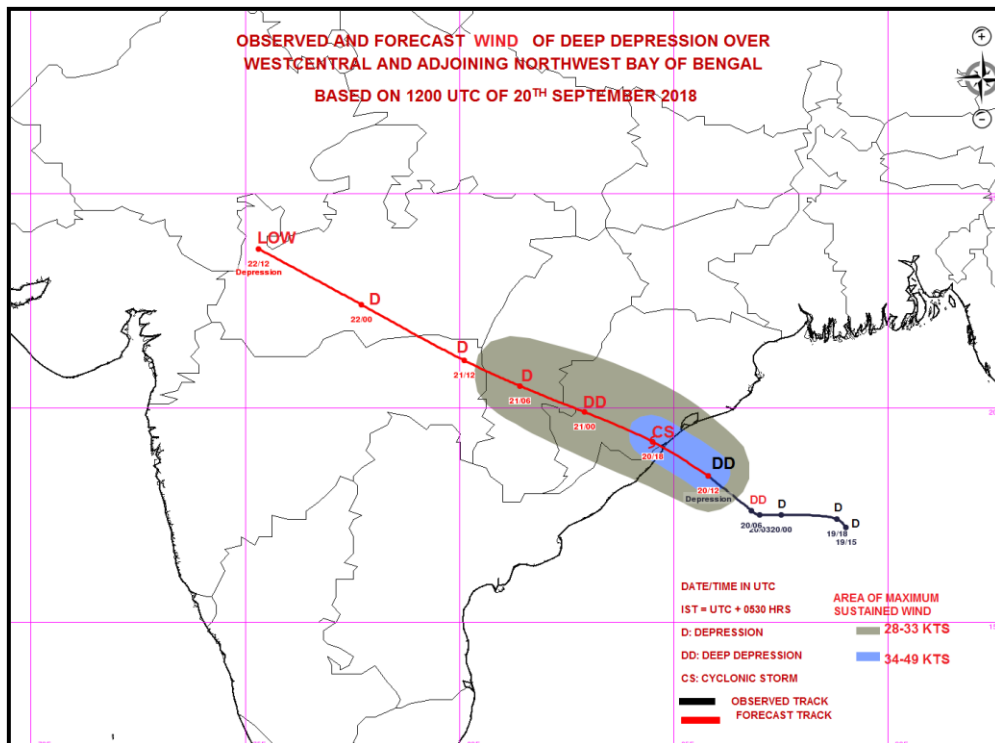 OBSERVED AND FORECAST WIND OF DEEP DEPRESSION OVER
WESTCENTRAL AND ADJOINING NORTHWEST BAY OF BENGAL
BASED ON 1200 UTC OF 20TH SEPTEMBER 2018
LOW
22/12
Depression
D
22/00
D
21/12
D
21/06
DD
21/00
CS
20/18
DD
20/12
Depression
DD
D
20/06
20/00
D
D
19/18
19/15
DATE/TIME IN UTC
IST = UTC + 0530 HRS
D: DEPRESSION
DD: DEEP DEPRESSION
CS: CYCLONIC STORM
OBSERVED TRACK
FORECAST TRACK
AREA OF MAXIMUM
SUSTAINED WIND
28-33 KTS
34-49 KTS